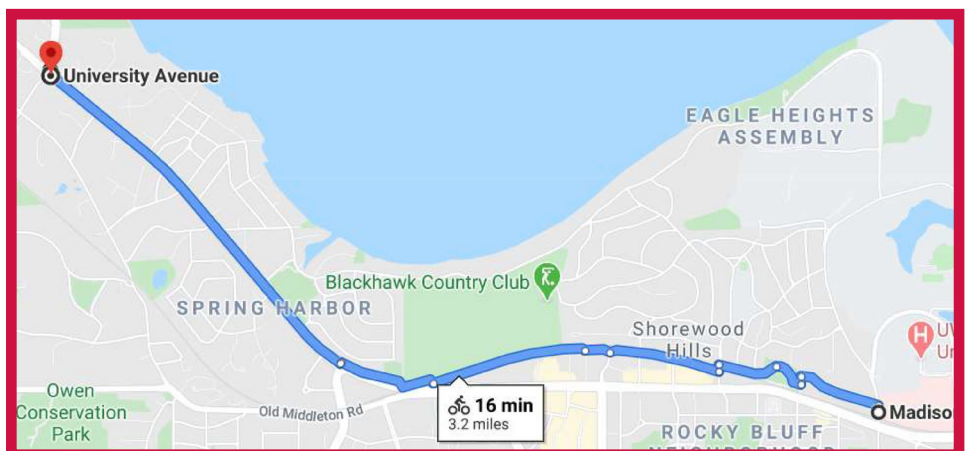 University Avenue
EAGLE HEIGHTS
ASSEMBLY
Blackhawk Country Club
SPRING HARBOR
Shorewood
Hills
H
Owen
Conservation
Park
Old Middleton Rd
16 min
3.2 miles
ROCKY BLUFF